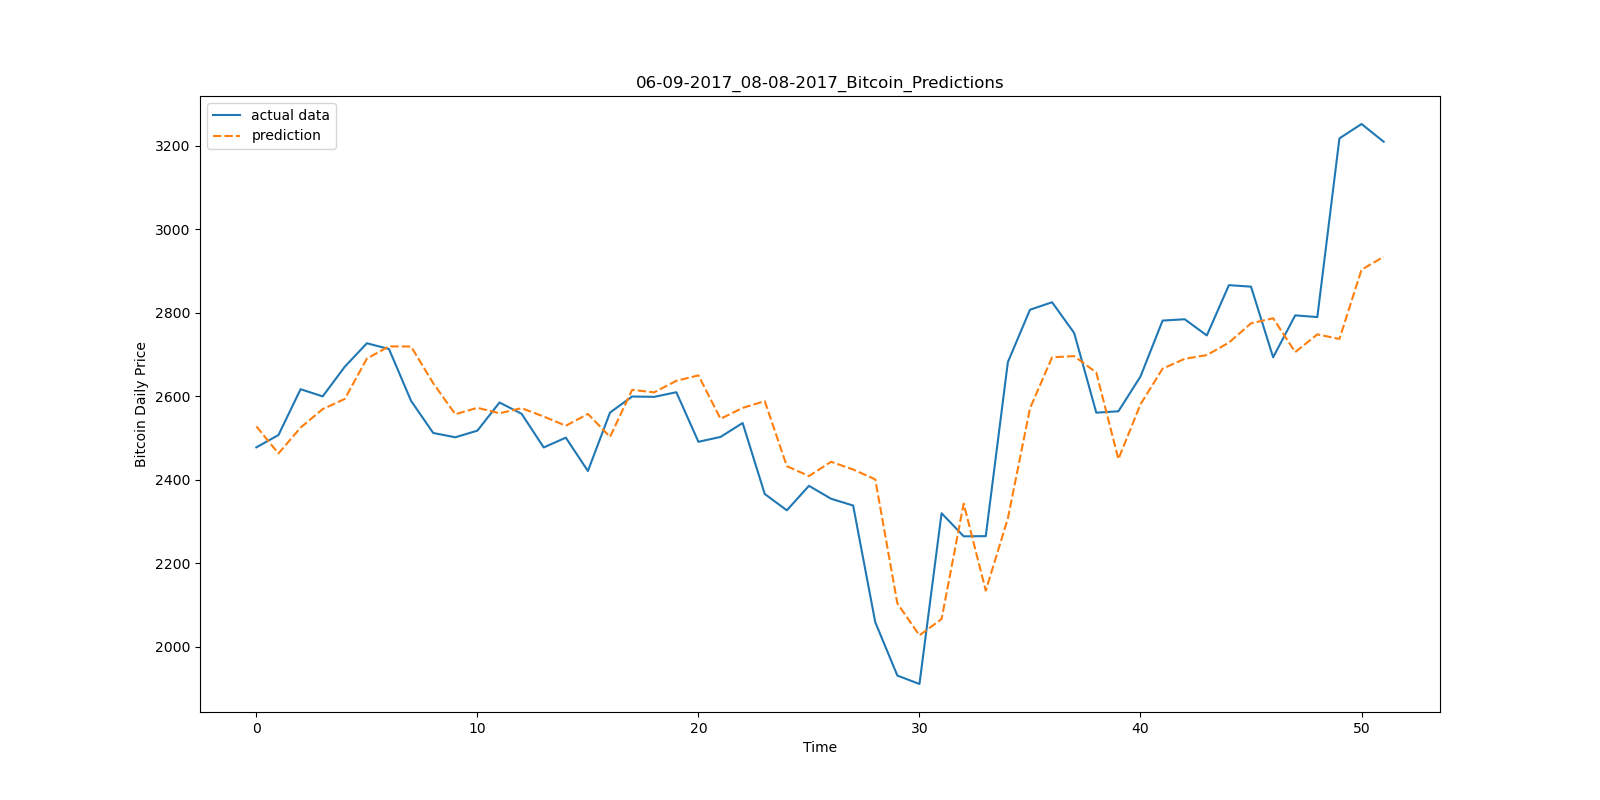 06-09-2017_08-08-2017_Bitcoin_Predictions
actual data
prediction
3200
3000
2800
2600
2400
2200
2000
Bitcoin Daily Price
0 10 20 30 40 50
Time